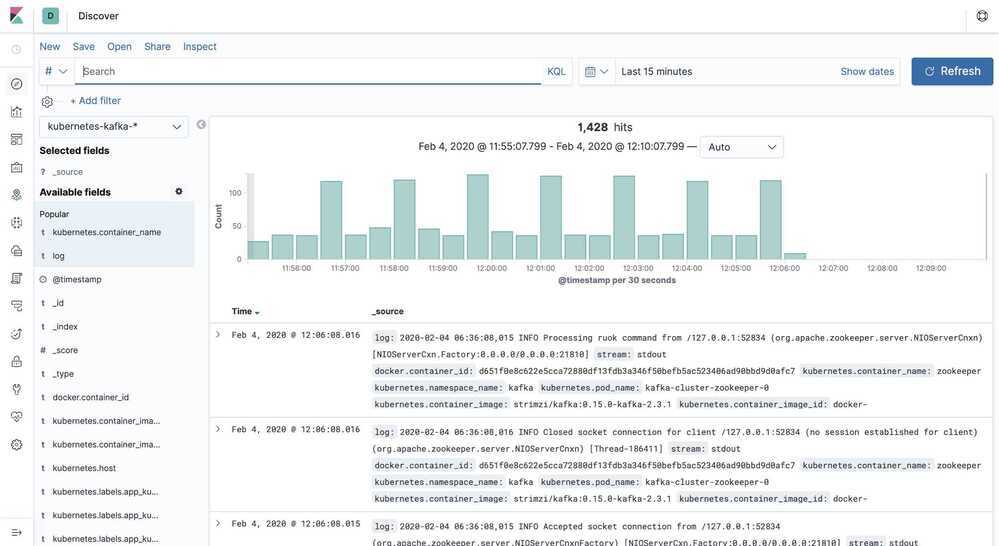 D Discover
New Save Open Share Inspect
# Search KQL Last 15 minutes Show dates Refresh
+ Add filter
kubernetes-kafka-*
Selected fields
? _source
Available fields
Popular
t kubernetes.container_name
t log
@timestamp
t _id
t _index
# _score
t _type
t docker.container_id
t kubernetes.container_ima...
t kubernetes.container_ima...
t kubernetes.host
t kubernetes.labels.app_ku...
t kubernetes.labels.app_ku...
t kubernetes.labels.app_ku...
1,428 hits
Feb 4, 2020 @ 11:55:07.799 - Feb 4, 2020 @ 12:10:07.799 — Auto
Count
100
50
0
11:56:00 11:57:00 11:58:00 11:59:00 12:00:00 12:01:00 12:02:00 12:03:00 12:04:00 12:05:00 12:06:00 12:07:00 12:08:00 12:09:00
@timestamp per 30 seconds
Time _source
Feb 4, 2020 @ 12:06:08.016 log: 2020-02-04 06:36:08,015 INFO Processing ruok command from /127.0.0.1:52834 (org.apache.zookeeper.server.NIOServerCnxn)
[NIOServerCxn.Factory:0.0.0.0/0.0.0.0:21810] stream: stdout
docker.container_id: d651f0e8c622e5cca72880df13fdb3a346f50befb5ac523406ad90bbd9d0afc7 kubernetes.container_name: zookeeper
kubernetes.namespace_name: kafka kubernetes.pod_name: kafka-cluster-zookeeper-0
kubernetes.container_image: strimzi/kafka:0.15.0-kafka-2.3.1 kubernetes.container_image_id: docker-
Feb 4, 2020 @ 12:06:08.016 log: 2020-02-04 06:36:08,016 INFO Closed socket connection for client /127.0.0.1:52834 (no session established for client)
(org.apache.zookeeper.server.NIOServerCnxn) [Thread-186411] stream: stdout
docker.container_id: d651f0e8c622e5cca72880df13fdb3a346f50befb5ac523406ad90bbd9d0afc7 kubernetes.container_name: zookeeper
kubernetes.namespace_name: kafka kubernetes.pod_name: kafka-cluster-zookeeper-0
kubernetes.container_image: strimzi/kafka:0.15.0-kafka-2.3.1 kubernetes.container_image_id: docker-
Feb 4, 2020 @ 12:06:08.015 log: 2020-02-04 06:36:08,015 INFO Accepted socket connection from /127.0.0.1:52834
(org.apache.zookeeper.server.NIOServerCnxnFactory) [NIOServerCxn.Factory:0.0.0.0/0.0.0.0:21810] stream: stdout